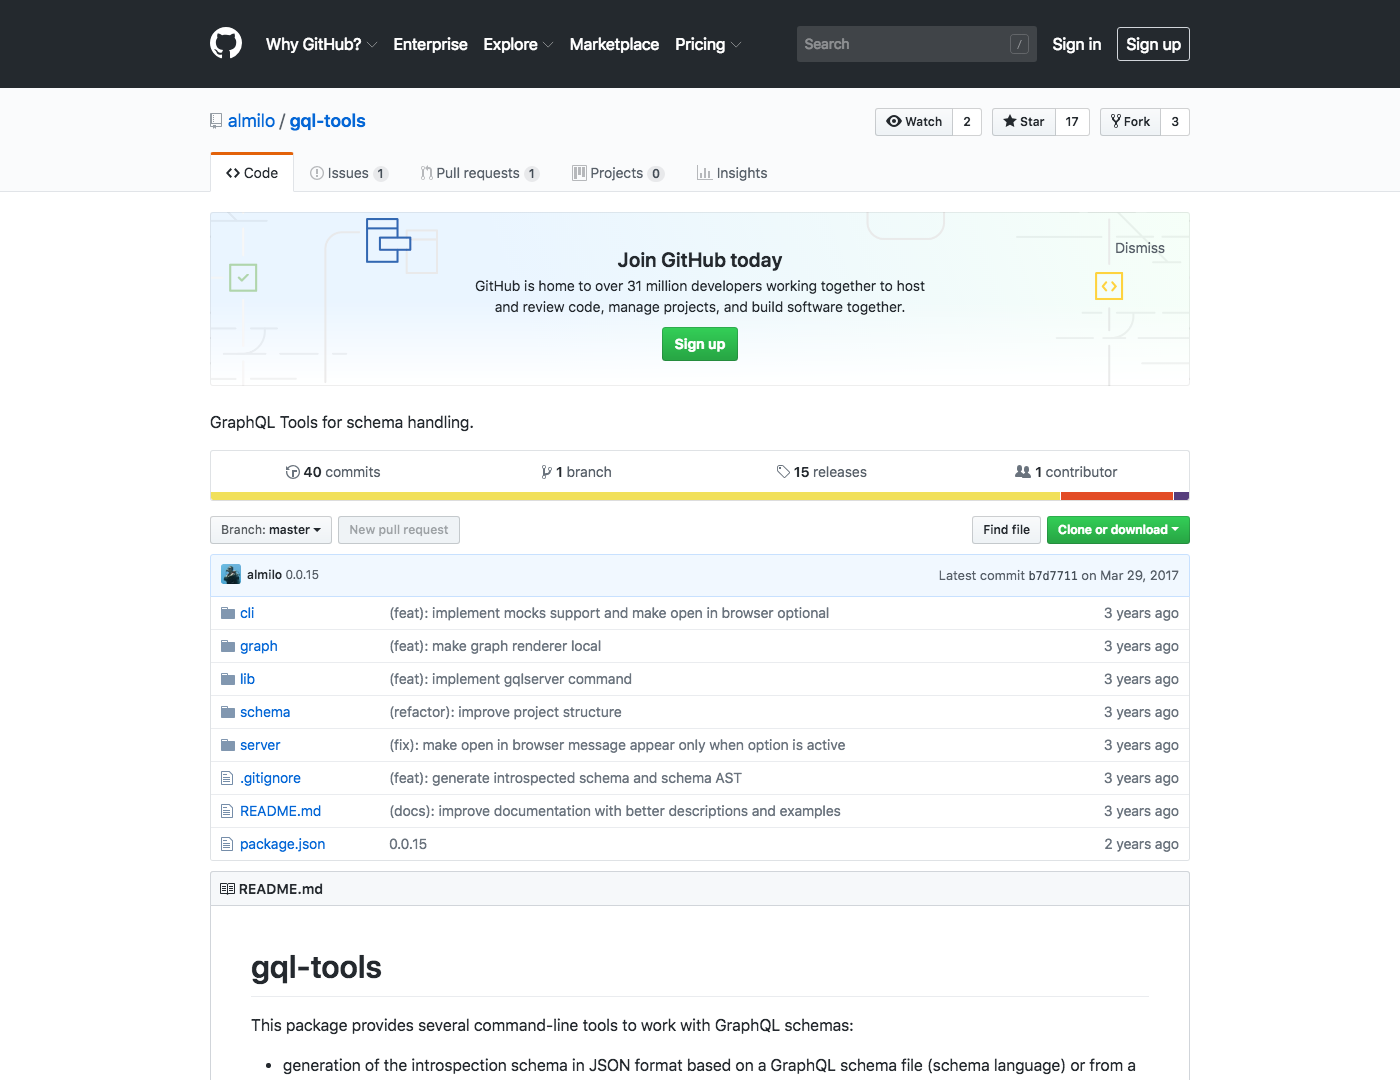 Why GitHub? Enterprise Explore Marketplace Pricing Search / Sign in Sign up
almilo / gql-tools Watch 2 Star 17 Fork 3
Code Issues 1 Pull requests 1 Projects 0 Insights
Dismiss
Join GitHub today
GitHub is home to over 31 million developers working together to host
and review code, manage projects, and build software together.
Sign up
GraphQL Tools for schema handling.
40 commits 1 branch 15 releases 1 contributor
Branch: master New pull request Find file Clone or download
almilo 0.0.15 Latest commit b7d7711 on Mar 29, 2017
cli (feat): implement mocks support and make open in browser optional 3 years ago
graph (feat): make graph renderer local 3 years ago
lib (feat): implement gqlserver command 3 years ago
schema (refactor): improve project structure 3 years ago
server (fix): make open in browser message appear only when option is active 3 years ago
.gitignore (feat): generate introspected schema and schema AST 3 years ago
README.md (docs): improve documentation with better descriptions and examples 3 years ago
package.json 0.0.15 2 years ago
README.md
gql-tools
This package provides several command-line tools to work with GraphQL schemas:
• generation of the introspection schema in JSON format based on a GraphQL schema file (schema language) or from a